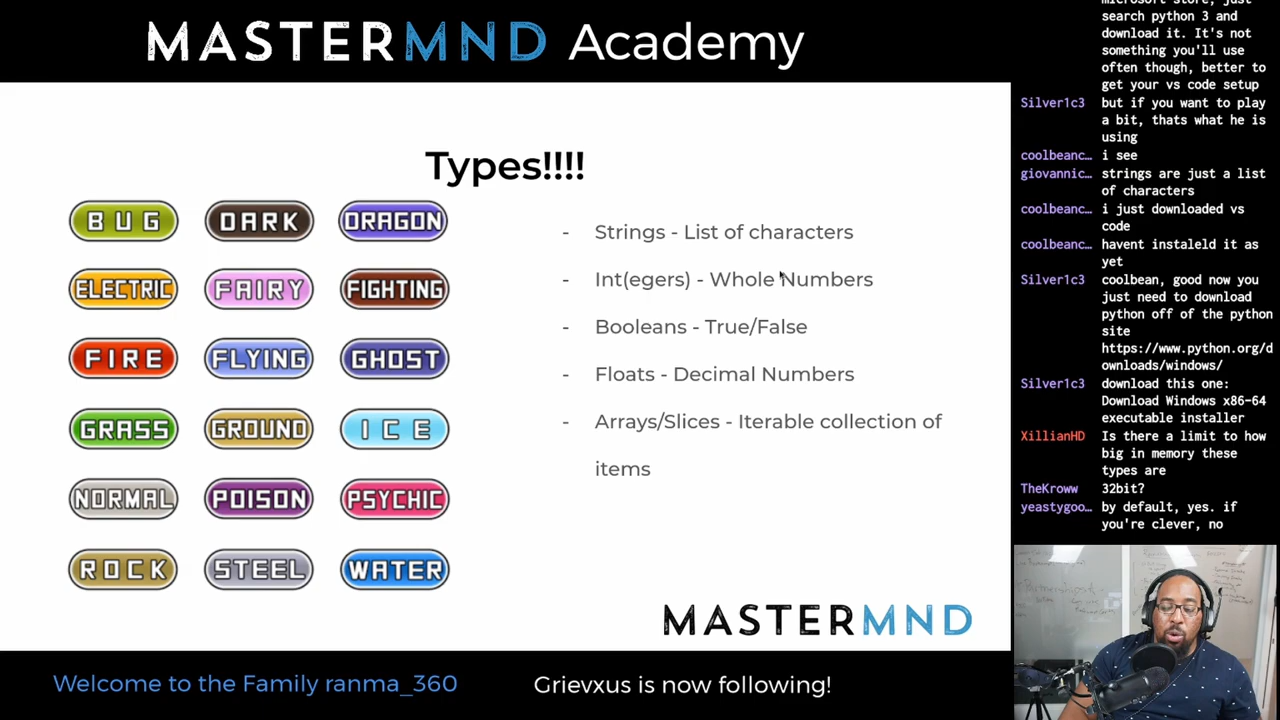 MASTERMND Academy
Types!!!!
BUG DARK DRAGON
ELECTRIC FAIRY FIGHTING
FIRE FLYING GHOST
GRASS GROUND ICE
NORMAL POISON PSYCHIC
ROCK STEEL WATER
- Strings - List of characters
- Int(egers) - Whole Numbers
- Booleans - True/False
- Floats - Decimal Numbers
- Arrays/Slices - Iterable collection of
items
MASTERMND
Welcome to the Family ranma_360
Grievxus is now following!
microsoft store, just
search python 3 and
download it. It's not
something you'll use
often though, better to
get your vs code setup
Silver1c3 but if you want to play
a bit, thats what he is
using
coolbeanc… i see
giovannic… strings are just a list
of characters
coolbeanc… i just downloaded vs
code
coolbeanc… havent instaleld it as
yet
Silver1c3 coolbean, good now you
just need to download
python off of the python
site
https://www.python.org/d
ownloads/windows/
Silver1c3 download this one:
Download Windows x86-64
executable installer
XillianHD Is there a limit to how
big in memory these
types are
TheKroww 32bit?
yeastygoo… by default, yes. if
you're clever, no